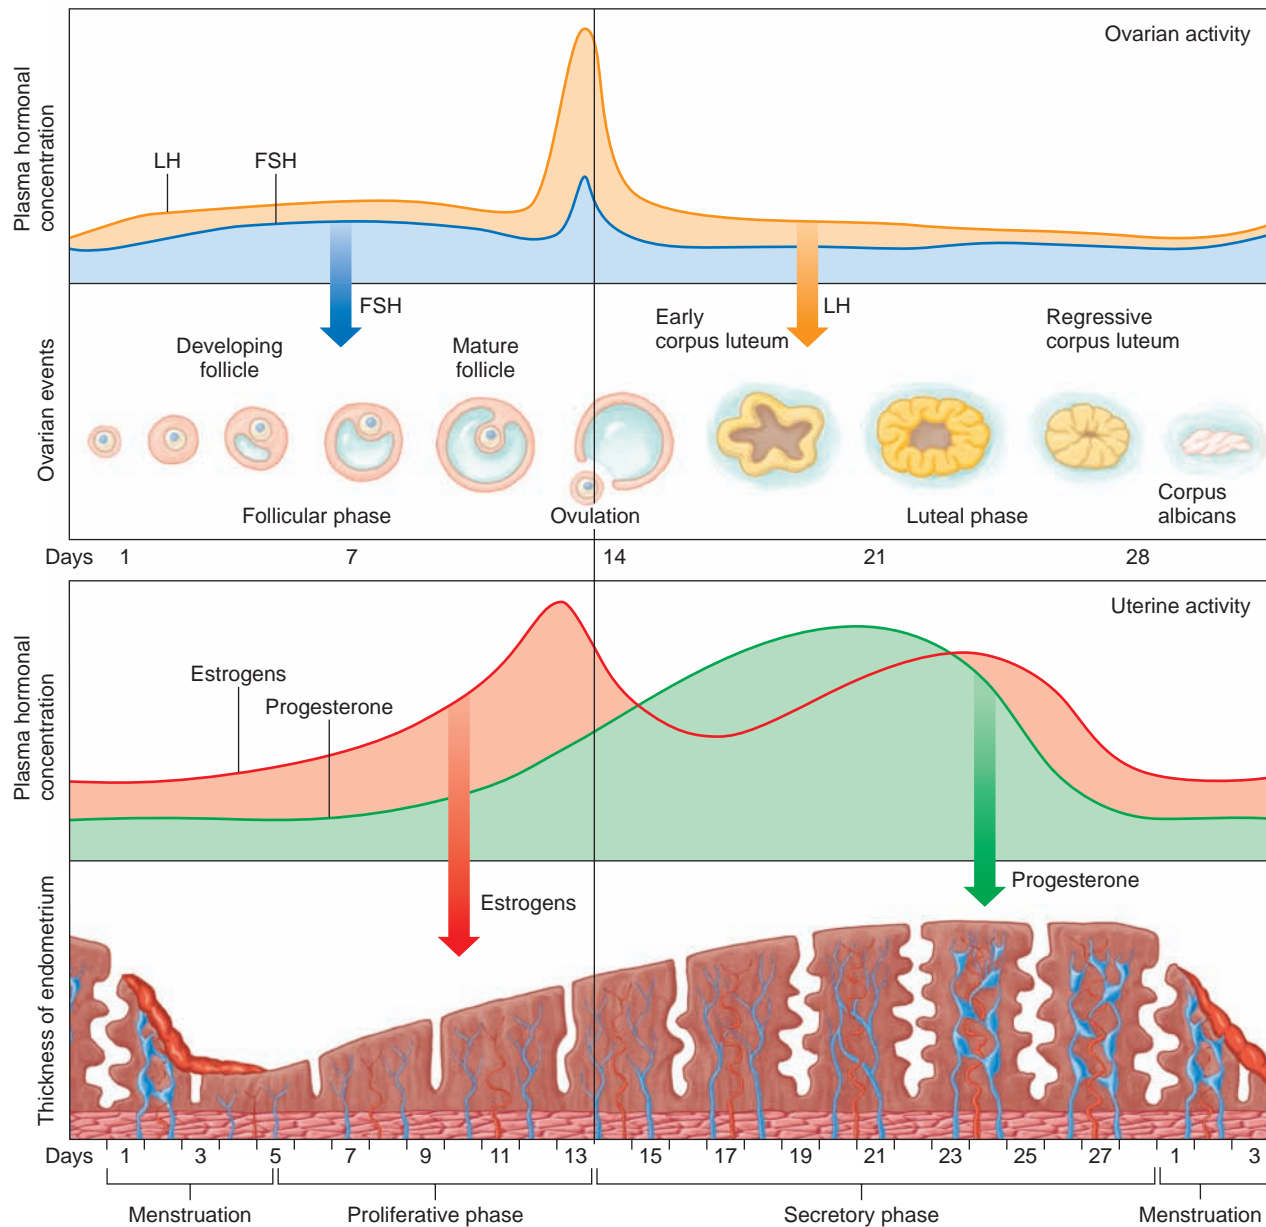 Ovarian activity
Plasma hormonal
concentration
LH
FSH
FSH
LH
Ovarian events
Developing
follicle
Mature
follicle
Early
corpus luteum
Regressive
corpus luteum
Corpus
albicans
Follicular phase
Ovulation
Luteal phase
Days 1 7 14 21 28
Uterine activity
Plasma hormonal
concentration
Estrogens
Progesterone
Estrogens
Progesterone
Thickness of endometrium
Days 1 3 5 7 9 11 13 15 17 19 21 23 25 27 1 3
Menstruation
Proliferative phase
Secretory phase
Menstruation